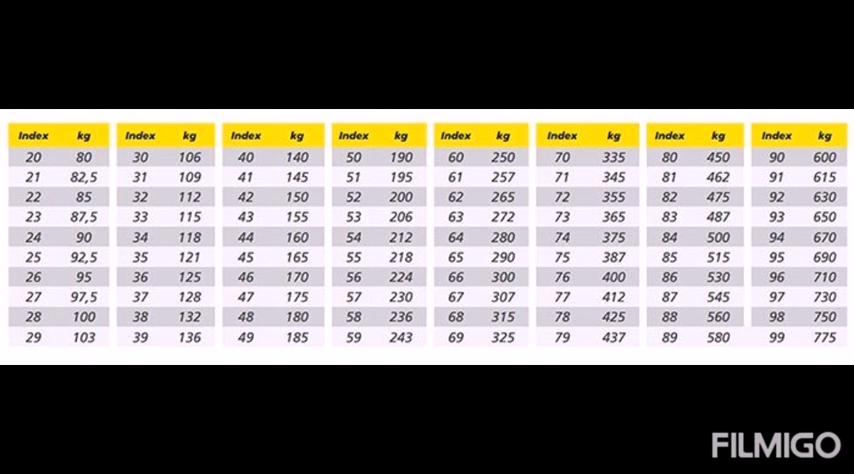 Index kg Index kg Index kg Index kg Index kg Index kg Index kg Index kg
20 80 30 106 40 140 50 190 60 250 70 335 80 450 90 600
21 82,5 31 109 41 145 51 195 61 257 71 345 81 462 91 615
22 85 32 112 42 150 52 200 62 265 72 355 82 475 92 630
23 87,5 33 115 43 155 53 206 63 272 73 365 83 487 93 650
24 90 34 118 44 160 54 212 64 280 74 375 84 500 94 670
25 92,5 35 121 45 165 55 218 65 290 75 387 85 515 95 690
26 95 36 125 46 170 56 224 66 300 76 400 86 530 96 710
27 97,5 37 128 47 175 57 230 67 307 77 412 87 545 97 730
28 100 38 132 48 180 58 236 68 315 78 425 88 560 98 750
29 103 39 136 49 185 59 243 69 325 79 437 89 580 99 775
FILMIGO